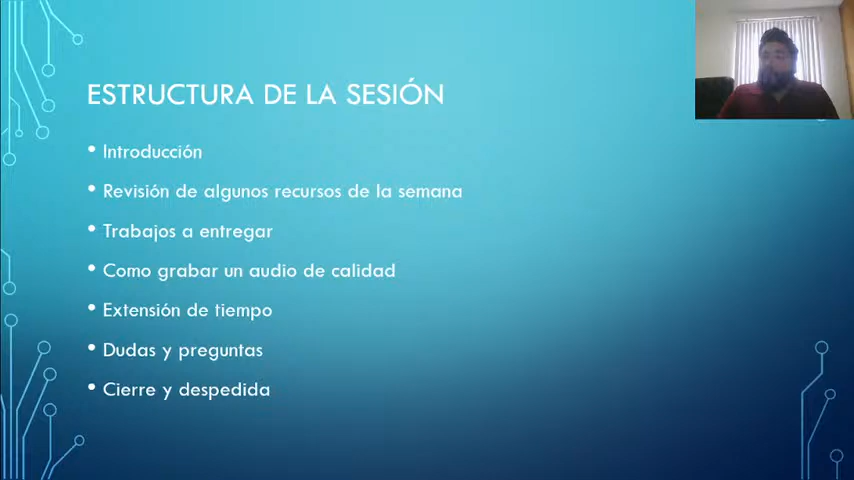 ESTRUCTURA DE LA SESIÓN
• Introducción
• Revisión de algunos recursos de la semana
• Trabajos a entregar
• Como grabar un audio de calidad
• Extensión de tiempo
• Dudas y preguntas
• Cierre y despedida